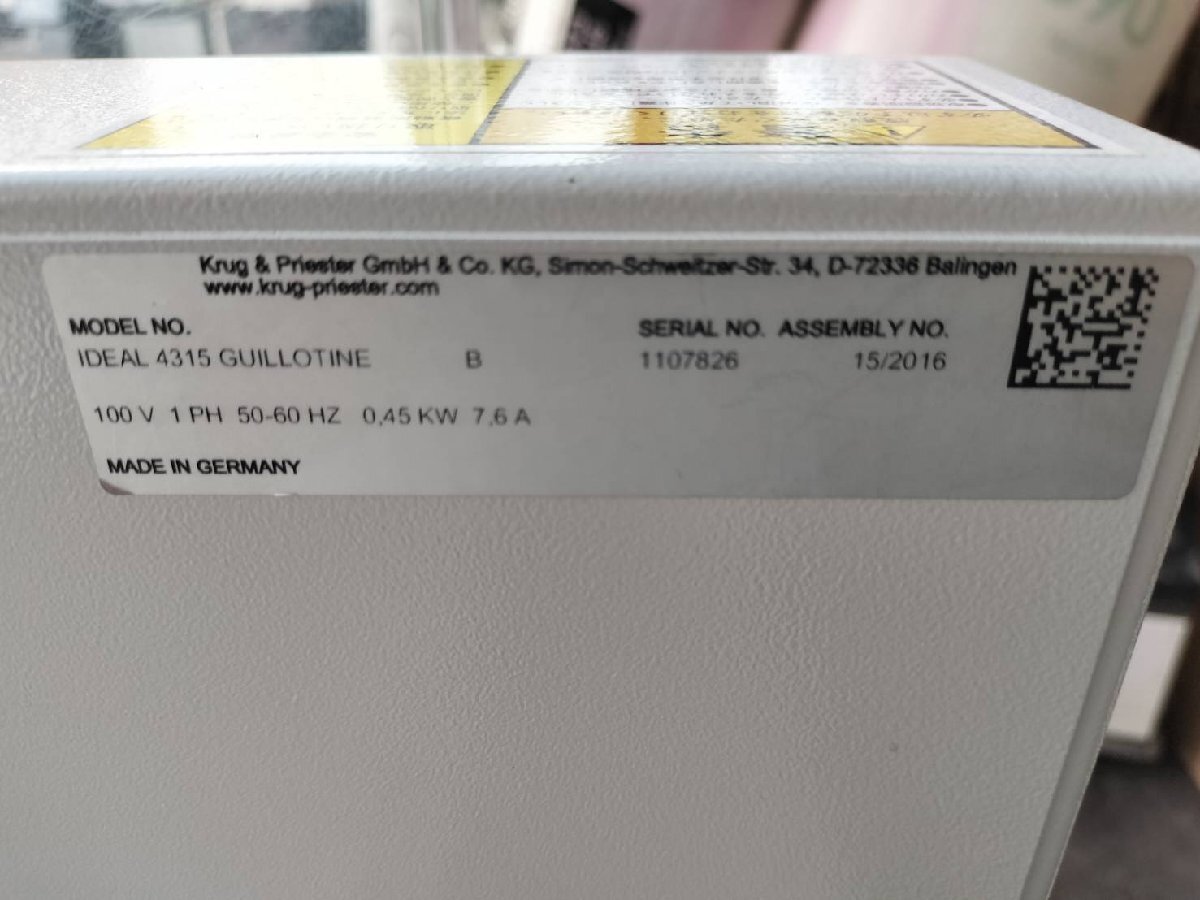 Krug & Priester GmbH & Co. KG, Simon-Schweitzer-Str. 34, D-72336 Balingen
www.krug-priester.com
MODEL NO. SERIAL NO. ASSEMBLY NO.
IDEAL 4315 GUILLOTINE B 1107826 15/2016
100 V 1 PH 50-60 HZ 0,45 KW 7,6 A
MADE IN GERMANY